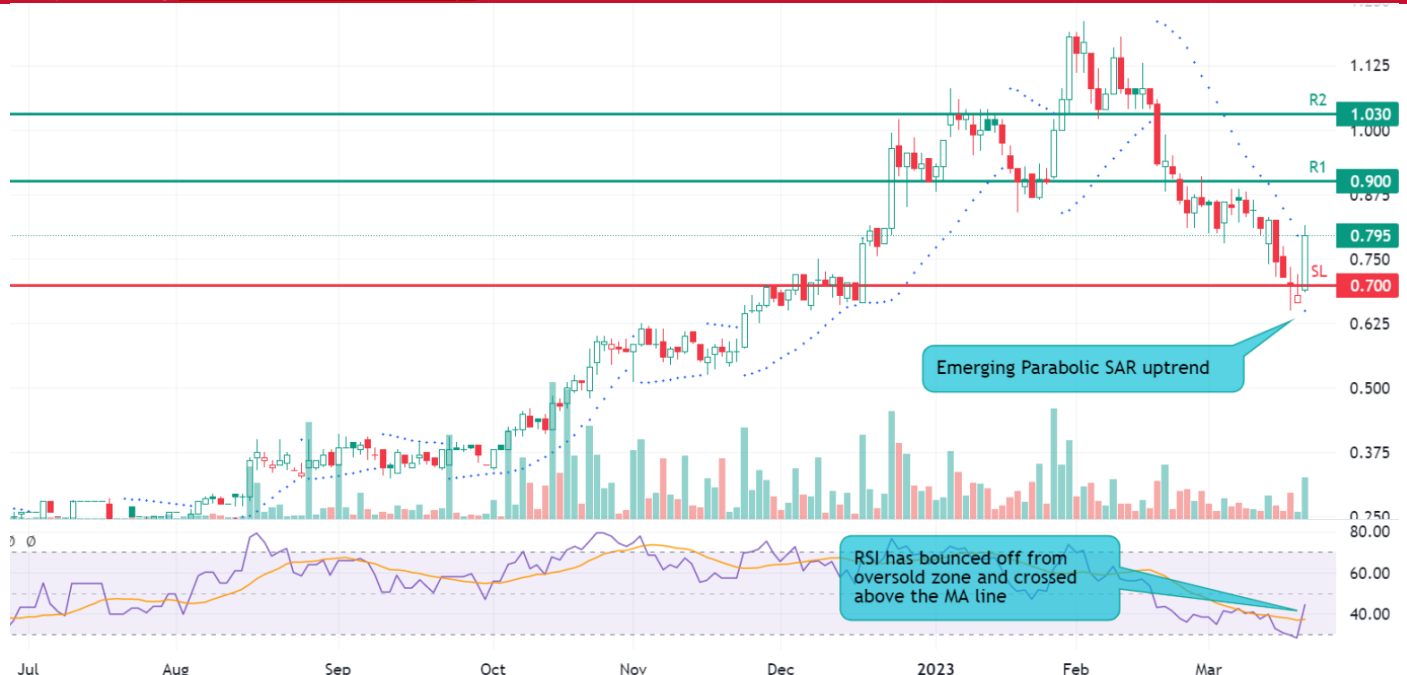 1.125
R2
1.030
1.000
R1
0.900
0.875
0.795
0.750
SL
0.700
0.625
Emerging Parabolic SAR uptrend
0.500
0.375
0.250
80.00
Ø
RSI has bounced off from
oversold zone and crossed
above the MA line
60.00
40.00
Jul Aug Sep Oct Nov Dec 2023 Feb Mar